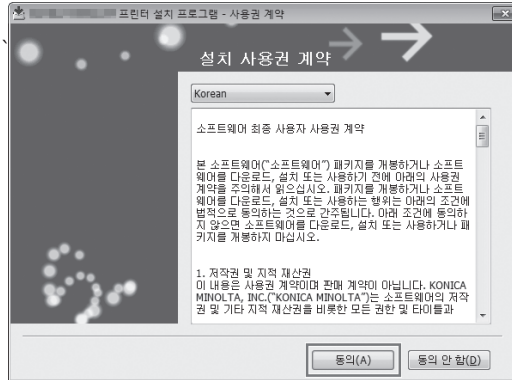 프린터 설치 프로그램 - 사용권 계약
설치 사용권 계약
Korean
소프트웨어 최종 사용자 사용권 계약
본 소프트웨어("소프트웨어") 패키지를 개봉하거나 소프트
웨어를 다운로드, 설치 또는 사용하기 전에 아래의 사용권
계약을 주의해서 읽으십시오. 패키지를 개봉하거나 소프트
웨어를 다운로드, 설치 또는 사용하는 행위는 아래의 조건에
법적으로 동의하는 것으로 간주됩니다. 아래 조건에 동의하
지 않으면 소프트웨어를 다운로드, 설치 또는 사용하거나 패
키지를 개봉하지 마십시오.
1. 저작권 및 지적 재산권
이 내용은 사용권 계약이며 판매 계약이 아닙니다. KONICA
MINOLTA, INC.("KONICA MINOLTA")는 소프트웨어의 저작
권 및 기타 지적 재산권을 비롯한 모든 권한 및 타이틀과
동의(A)
동의 안 함(D)